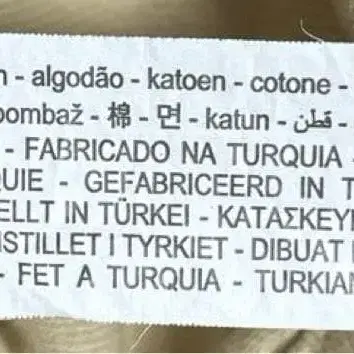 - algodão - katoen - cotone -
bombaž - 棉 - 면 - katun - قطن -
- FABRICADO NA TURQUIA -
QUIE - GEFABRICEERD IN T
ELLT IN TÜRKEI - ΚΑΤΑΣΚΕΥ
ISTILLET I TYRKIET - DIBUAT
- FET A TURQUIA - TURKIAN